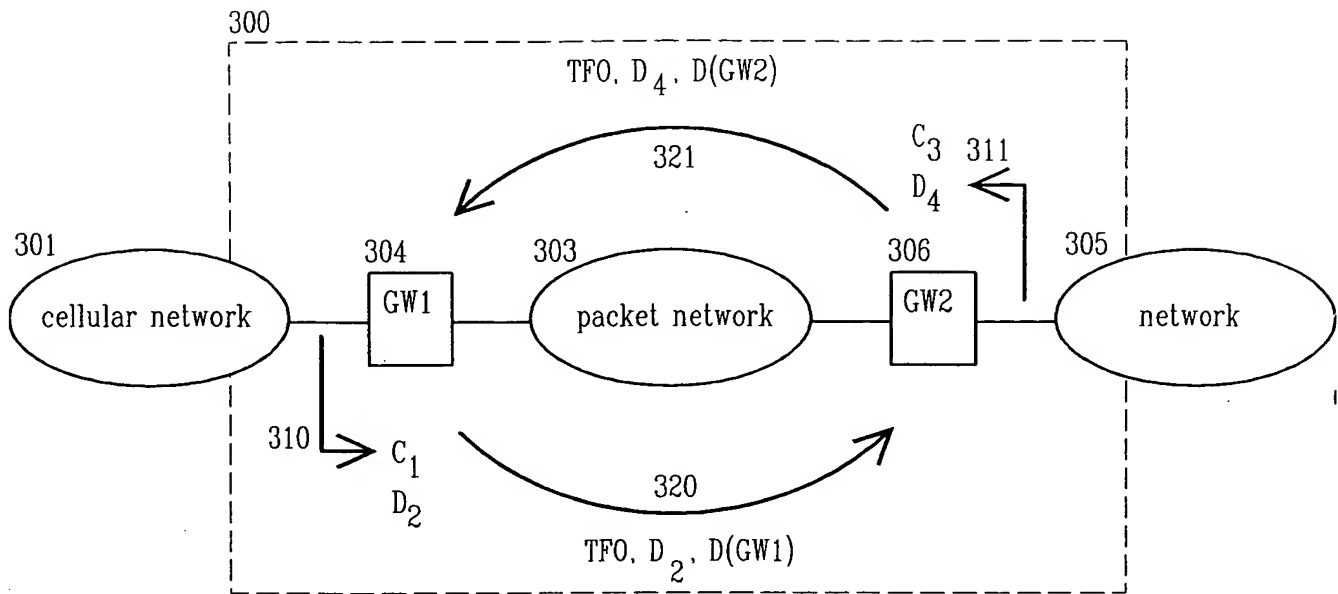 300
TFO, D4, D(GW2)
321
C3 311
D4
301
304
303
306
305
cellular network
GW1
packet network
GW2
network
310
C1
D2
320
TFO, D2, D(GW1)